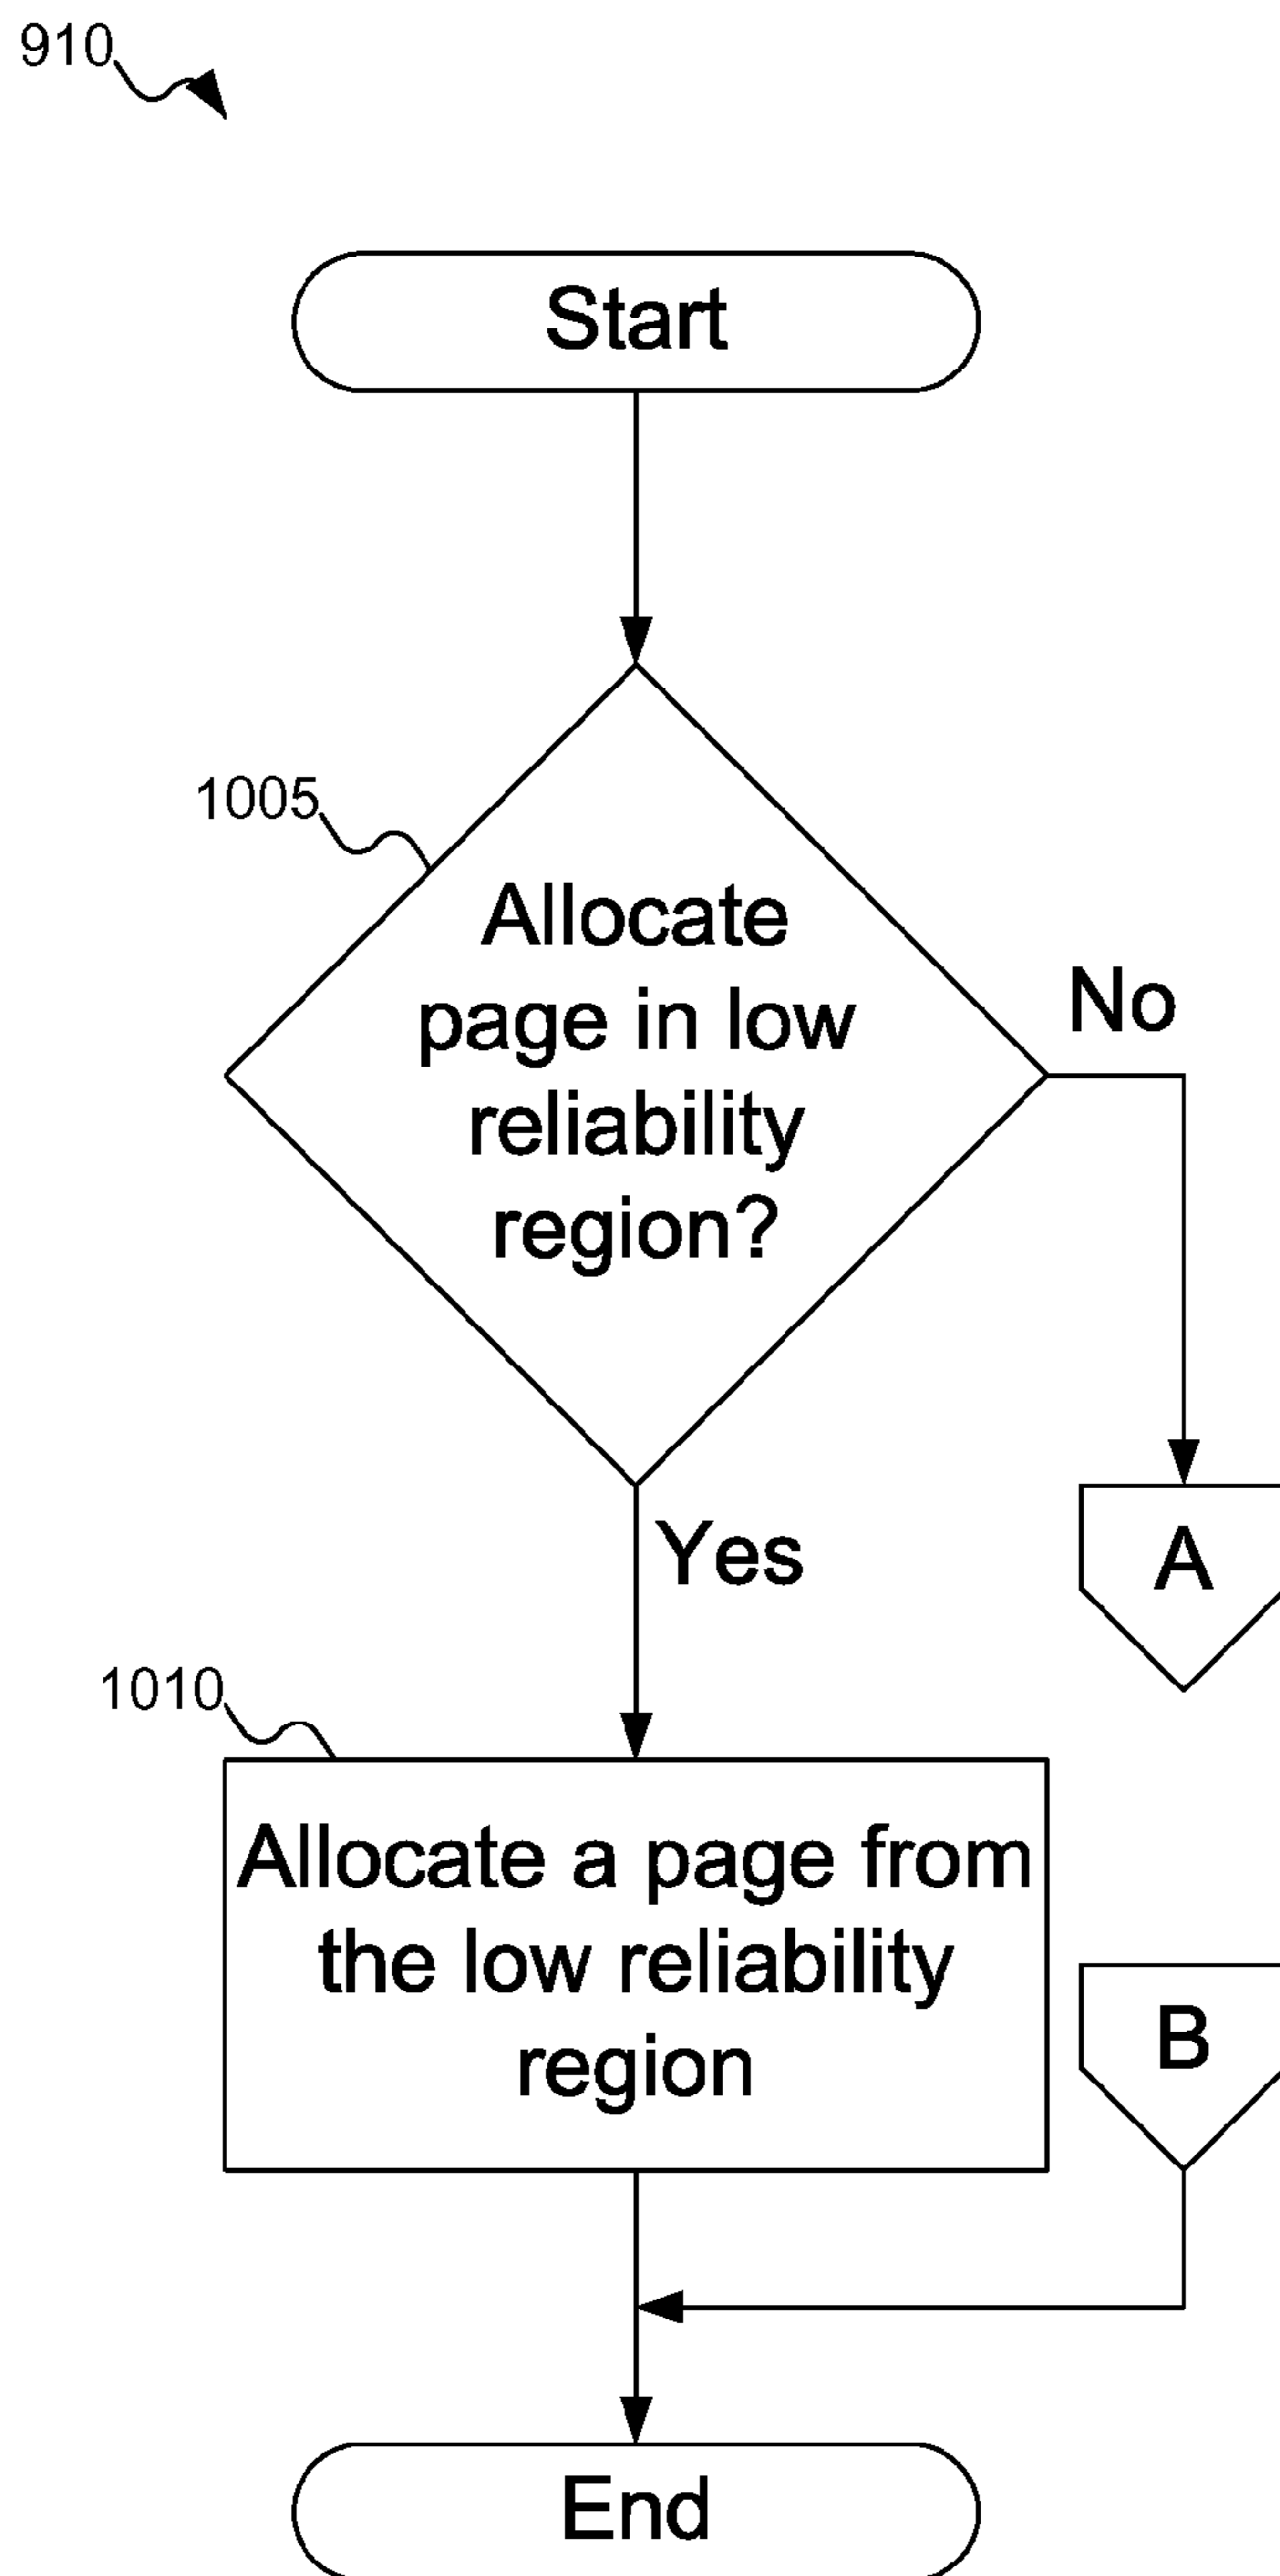 910
Start
1005
Allocate
page in low
reliability
region?
No
Yes
A
1010
Allocate a page from
the low reliability
region
B
End